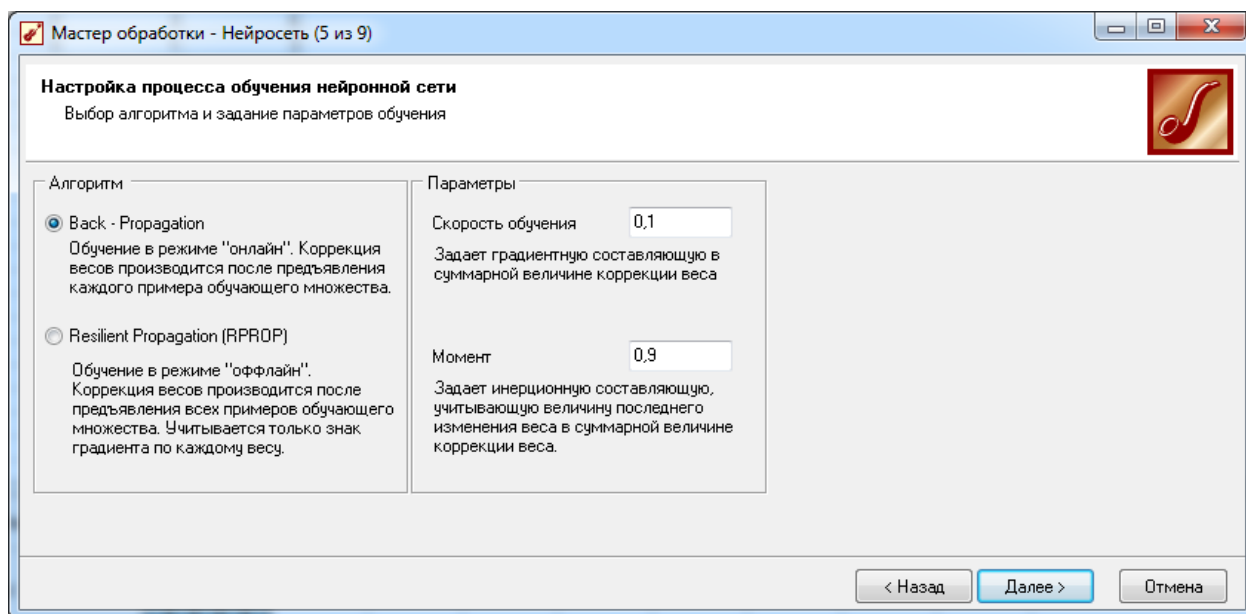 Мастер обработки - Нейросеть (5 из 9)
Настройка процесса обучения нейронной сети
Выбор алгоритма и задание параметров обучения
Алгоритм
Back - Propagation
Обучение в режиме "онлайн". Коррекция
весов производится после предъявления
каждого примера обучающего множества.
Resilient Propagation (RPROP)
Обучение в режиме "оффлайн".
Коррекция весов производится после
предъявления всех примеров обучающего
множества. Учитывается только знак
градиента по каждому весу.
Параметры
Скорость обучения 0,1
Задает градиентную составляющую в
суммарной величине коррекции веса
Момент 0,9
Задает инерционную составляющую,
учитывающую величину последнего
изменения веса в суммарной величине
коррекции веса.
< Назад Далее > Отмена